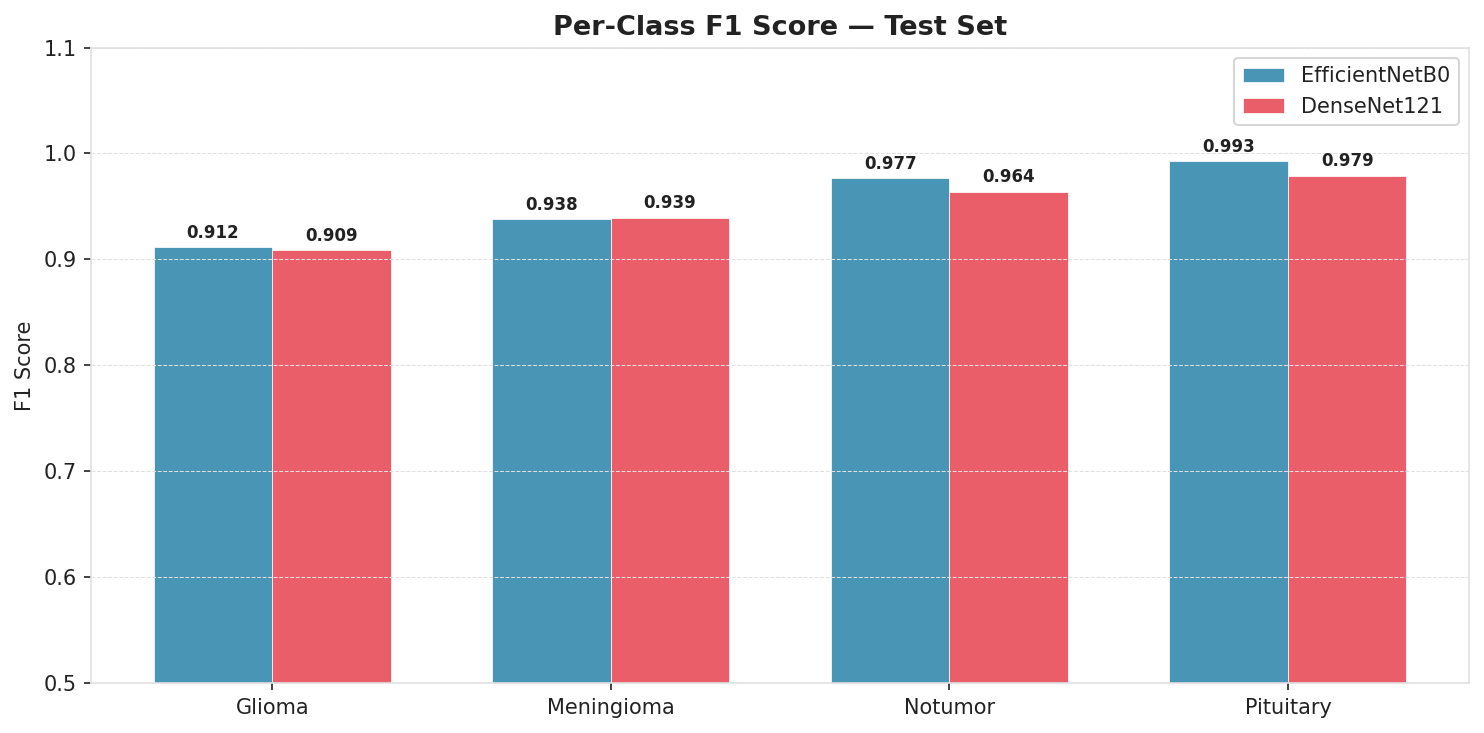 Per-Class F1 Score — Test Set
EfficientNetB0
DenseNet121
F1 Score
1.1
1.0
0.9
0.8
0.7
0.6
0.5
0.912
0.909
0.938
0.939
0.977
0.964
0.993
0.979
Glioma
Meningioma
Notumor
Pituitary